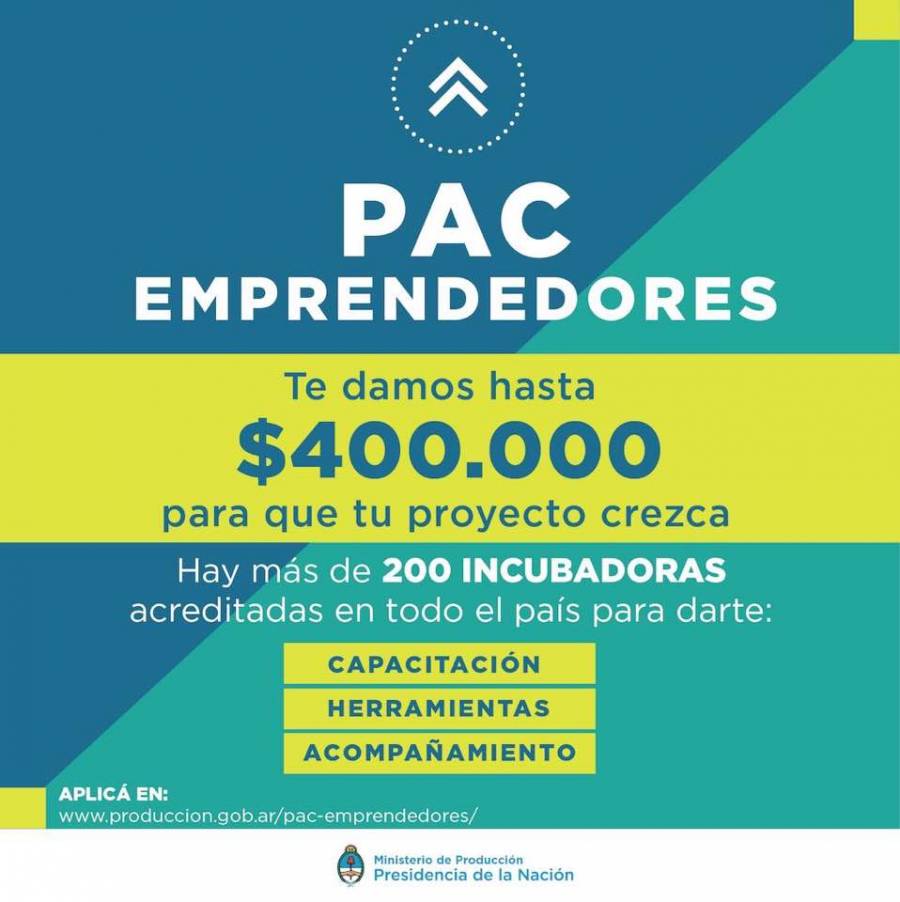 PAC
EMPRENDEDORES
Te damos hasta
$400.000
para que tu proyecto crezca
Hay más de 200 INCUBADORAS
acreditadas en todo el país para darte:
CAPACITACIÓN
HERRAMIENTAS
ACOMPAÑAMIENTO
APLICÁ EN:
www.produccion.gob.ar/pac-emprendedores/
Ministerio de Producción
Presidencia de la Nación